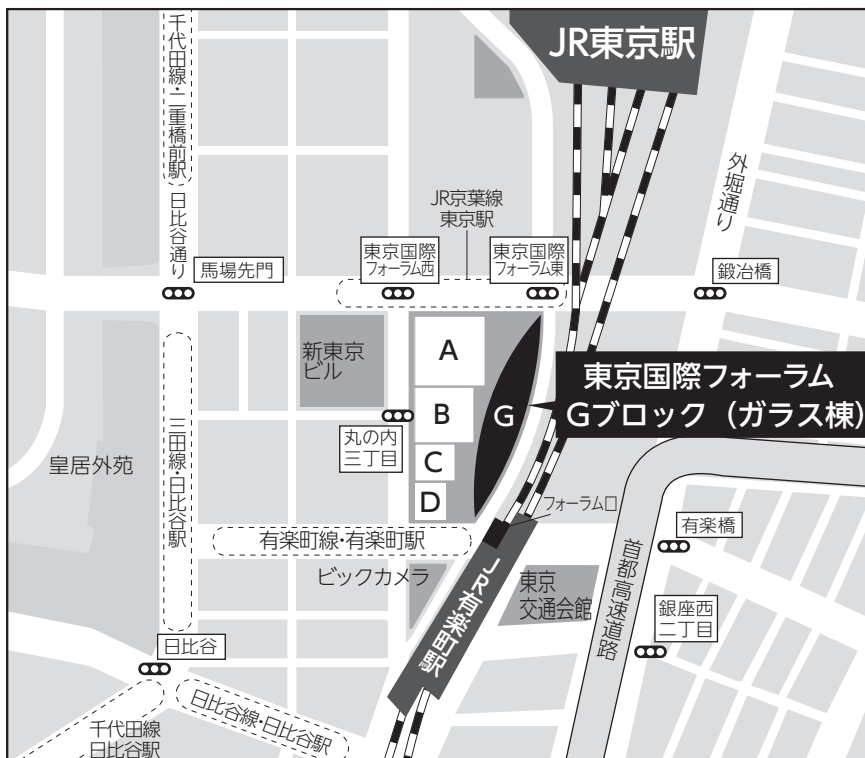 JR東京駅
千代田線・二重橋前駅
日比谷通り
外堀通り
JR京葉線
東京駅
馬場先門
東京国際
フォーラム西
東京国際
フォーラム東
鍛冶橋
新東京
ビル
A
B
C
D
G
東京国際フォーラム
Gブロック（ガラス棟）
丸の内
三丁目
皇居外苑
三田線・日比谷駅
フォーラム口
有楽町線・有楽町駅
有楽橋
ビックカメラ
JR有楽町駅
東京
交通会館
首都高速道路
銀座西
二丁目
日比谷
日比谷線・日比谷駅
千代田線
日比谷駅